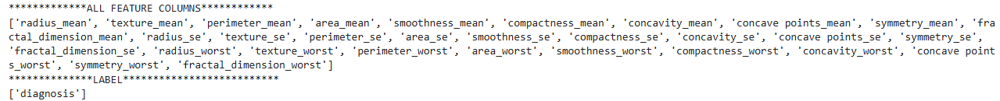 *************ALL FEATURE COLUMNS************
['radius_mean', 'texture_mean', 'perimeter_mean', 'area_mean', 'smoothness_mean', 'compactness_mean', 'concavity_mean', 'concave points_mean', 'symmetry_mean', 'fra
ctal_dimension_mean', 'radius_se', 'texture_se', 'perimeter_se', 'area_se', 'smoothness_se', 'compactness_se', 'concavity_se', 'concave points_se', 'symmetry_se',
'fractal_dimension_se', 'radius_worst', 'texture_worst', 'perimeter_worst', 'area_worst', 'smoothness_worst', 'compactness_worst', 'concavity_worst', 'concave point
s_worst', 'symmetry_worst', 'fractal_dimension_worst']
**************LABEL**************************
['diagnosis']